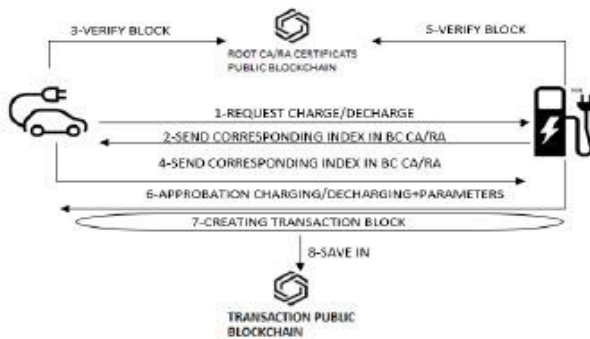 3-VERIFY BLOCK
5-VERIFY BLOCK
ROOT CA/RA CERTIFICATS
PUBLIC BLOCKCHAIN
1-REQUEST CHARGE/DECHARGE
2-SEND CORRESPONDING INDEX IN BC CA/RA
4-SEND CORRESPONDING INDEX IN BC CA/RA
6-APPROBATION CHARGING/DECHARGING+PARAMETERS
7-CREATING TRANSACTION BLOCK
8-SAVE IN
TRANSACTION PUBLIC
BLOCKCHAIN